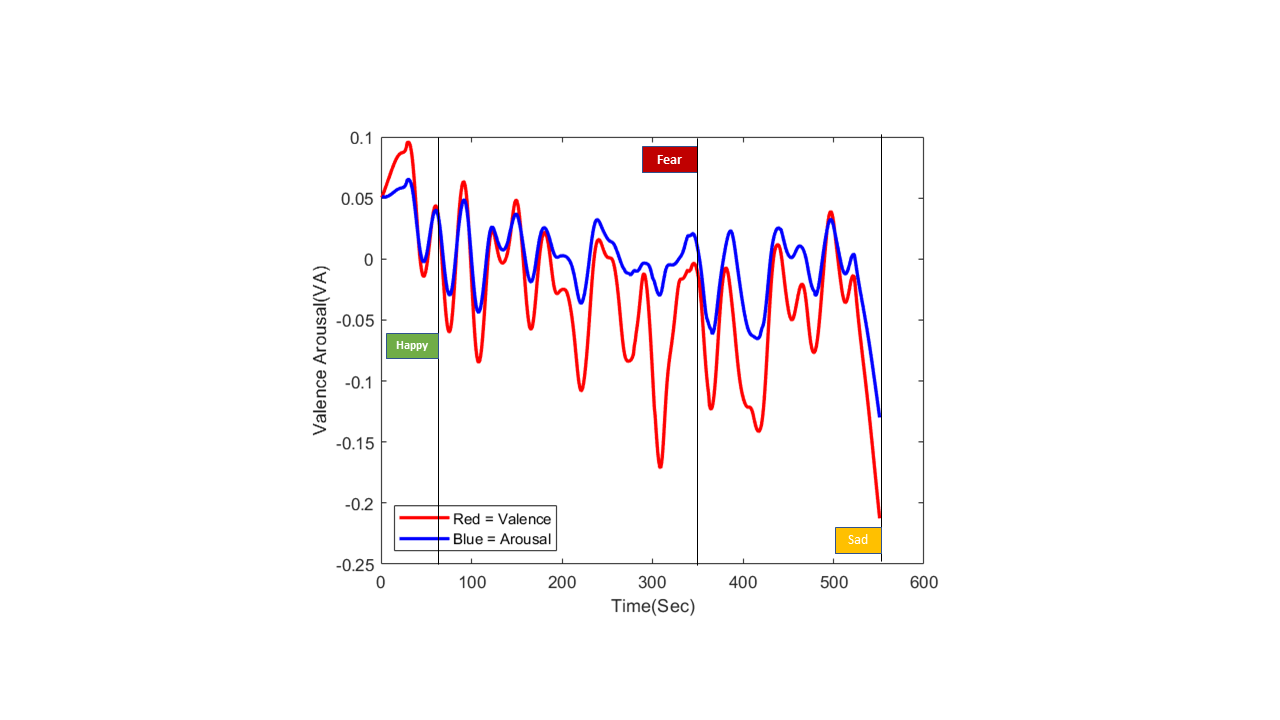 0.1
0.05
0
-0.05
-0.1
-0.15
-0.2
-0.25
Valence Arousal(VA)
Fear
Happy
Sad
Red = Valence
Blue = Arousal
0 100 200 300 400 500 600
Time(Sec)